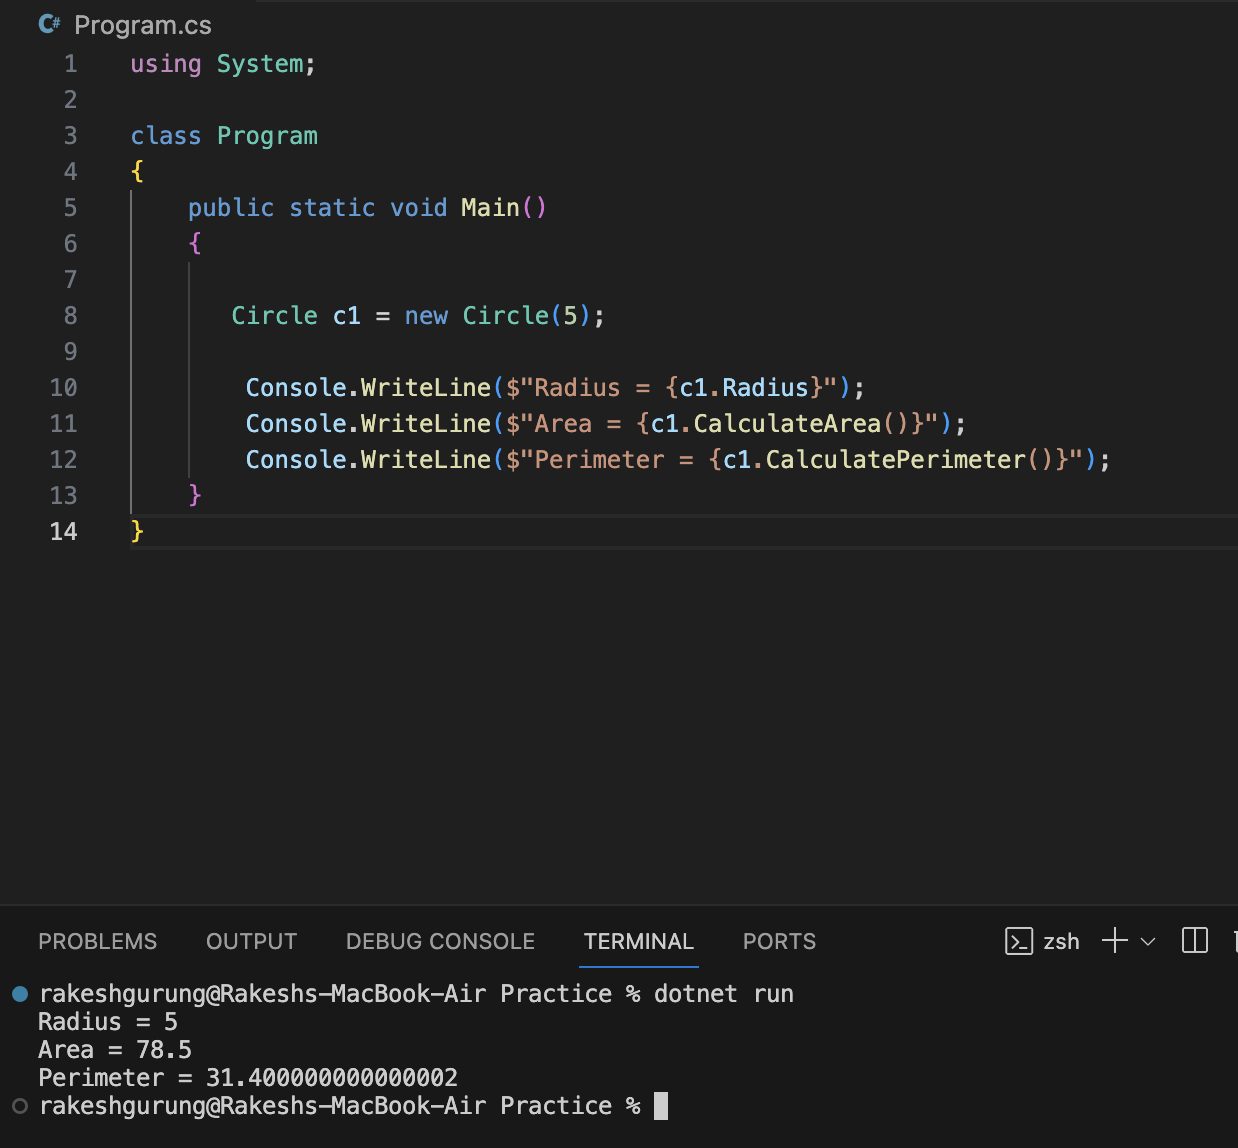 C# Program.cs
1 using System;
2
3 class Program
4 {
5     public static void Main()
6     {
7
8        Circle c1 = new Circle(5);
9
10         Console.WriteLine($"Radius = {c1.Radius}");
11         Console.WriteLine($"Area = {c1.CalculateArea()}");
12         Console.WriteLine($"Perimeter = {c1.CalculatePerimeter()}");
13     }
14 }
PROBLEMS OUTPUT DEBUG CONSOLE TERMINAL PORTS zsh
rakeshgurung@Rakeshs-MacBook-Air Practice % dotnet run
Radius = 5
Area = 78.5
Perimeter = 31.400000000000002
rakeshgurung@Rakeshs-MacBook-Air Practice %